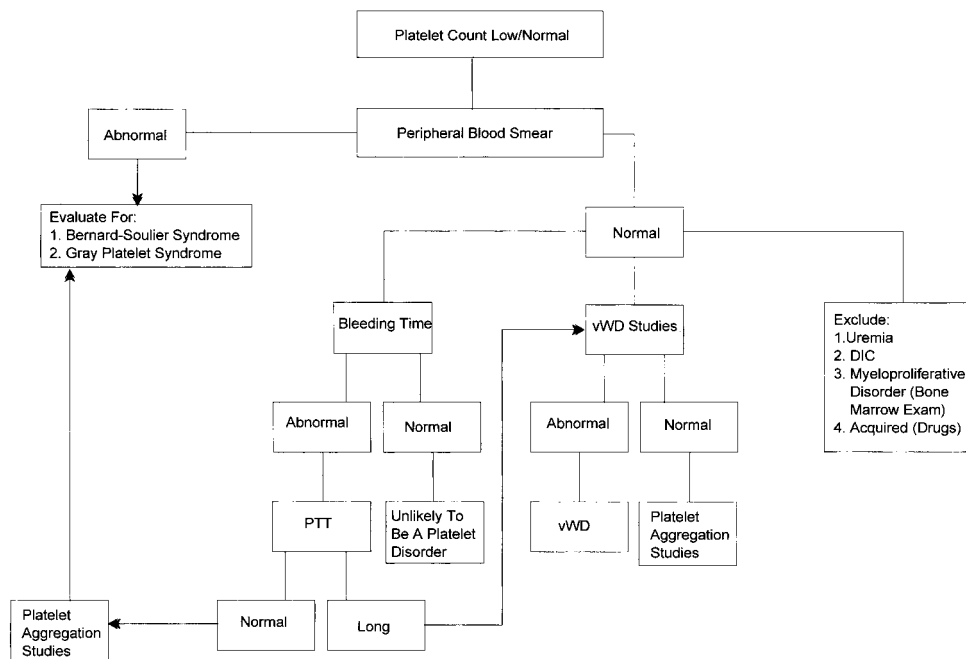 Platelet Count Low/Normal
Peripheral Blood Smear
Abnormal
Evaluate For:
1. Bernard-Soulier Syndrome
2. Gray Platelet Syndrome
Normal
Bleeding Time
vWD Studies
Exclude:
1.Uremia
2. DIC
3. Myeloproliferative
Disorder (Bone
Marrow Exam)
4. Acquired (Drugs)
Abnormal
Normal
Abnormal
Normal
PTT
Unlikely To
Be A Platelet
Disorder
vWD
Platelet
Aggregation
Studies
Platelet
Aggregation
Studies
Normal
Long